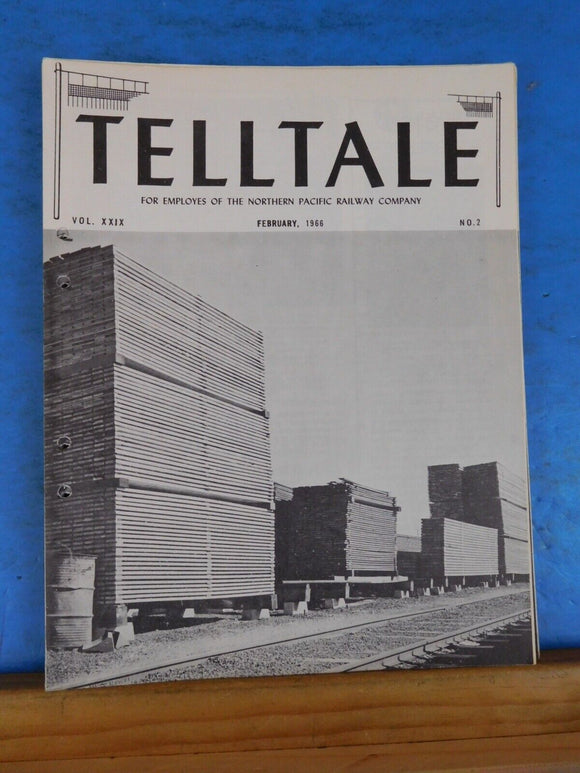 TELLTALE
FOR EMPLOYES OF THE NORTHERN PACIFIC RAILWAY COMPANY
VOL. XXIX FEBRUARY, 1966 NO. 2